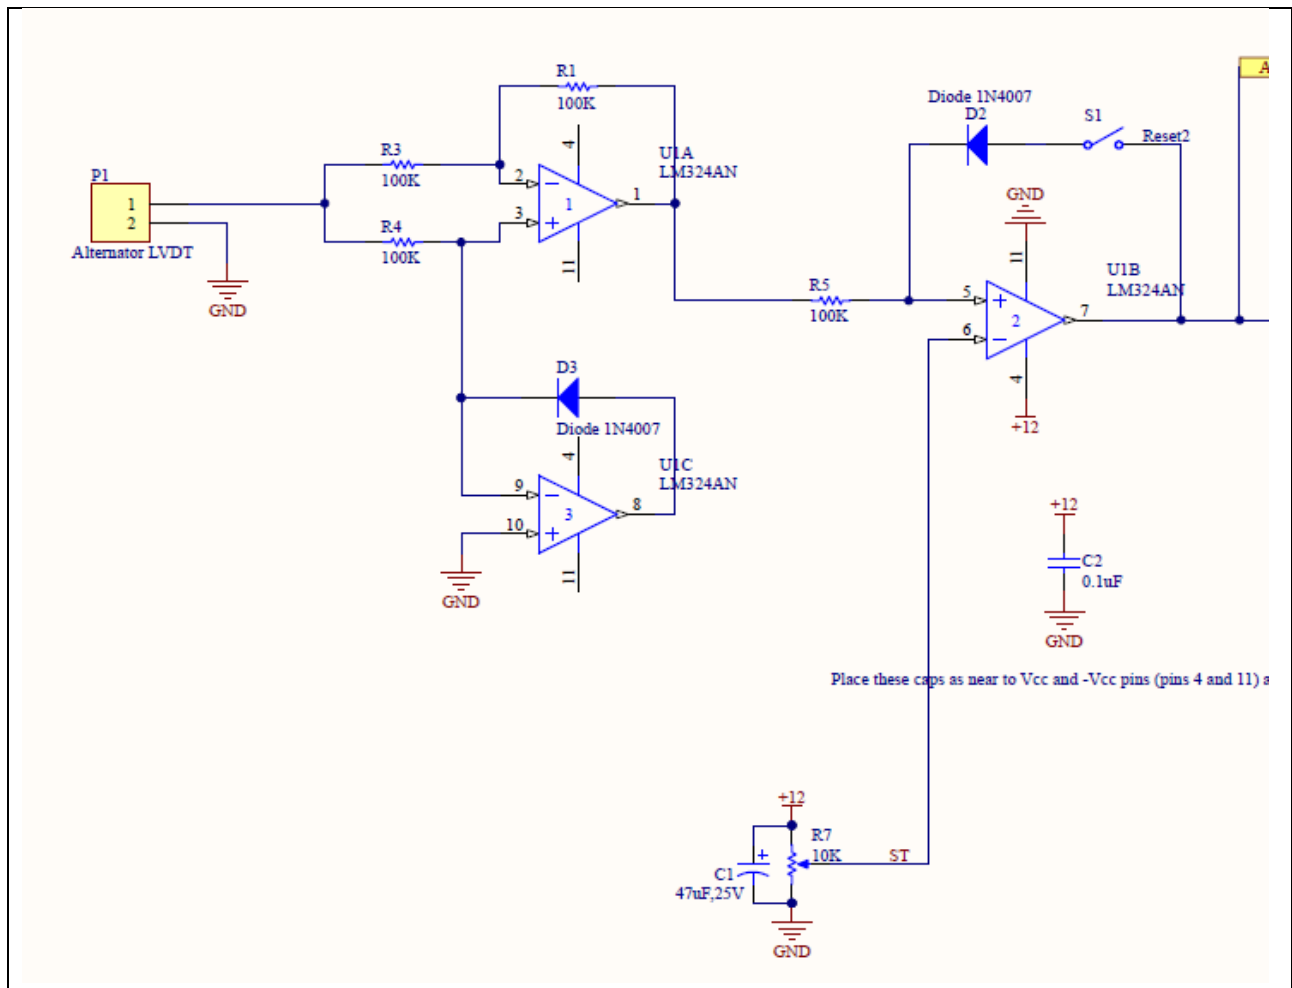 A
R1
100K
Diode 1N4007
D2
S1
Reset2
4
U1A
LM324AN
R3
100K
P1
1
2
Alternator LVDT
2
3
1
1
R4
100K
11
GND
GND
11
U1B
LM324AN
R5
100K
5
6
2
7
4
+12
D3
Diode 1N4007
4
U1C
LM324AN
9
10
3
8
11
GND
+12
C2
0.1uF
GND
Place these caps as near to Vcc and -Vcc pins (pins 4 and 11) a
+12
R7
10K
ST
+
C1
47uF,25V
GND